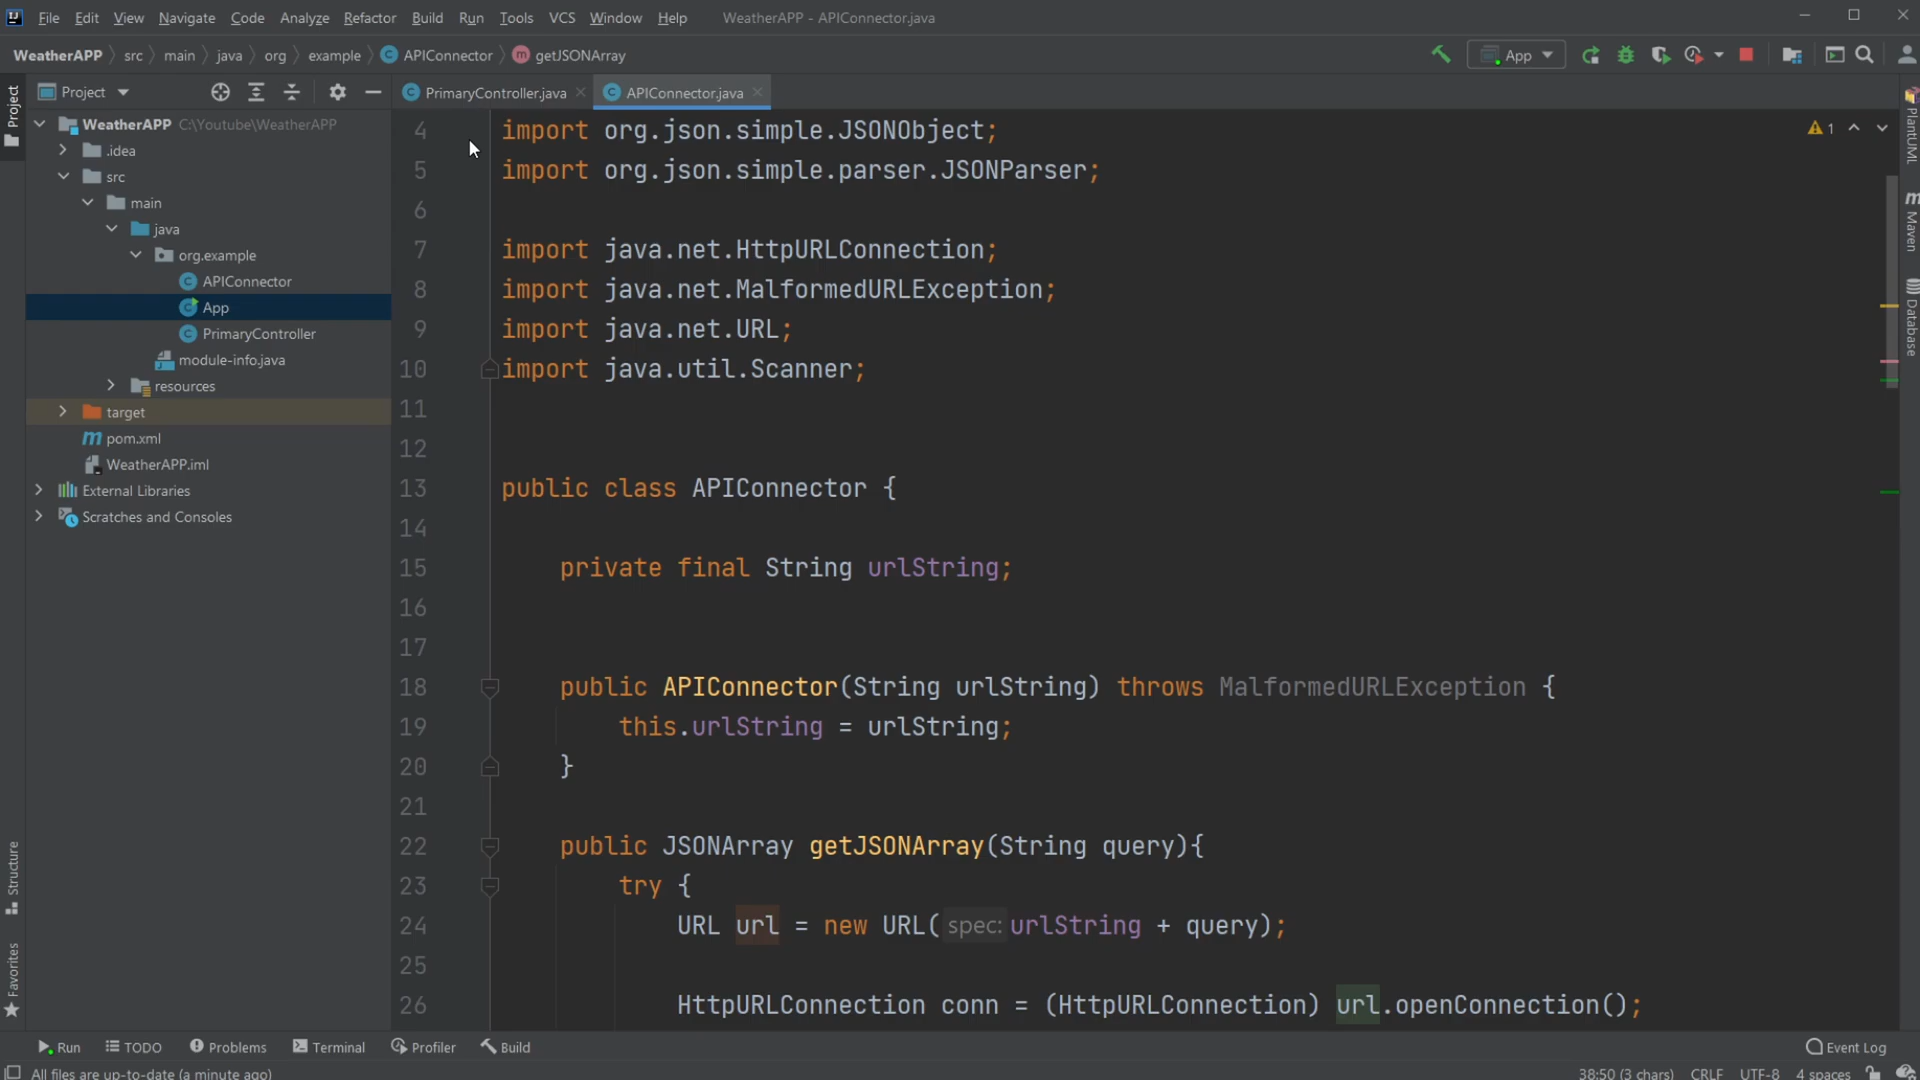 File Edit View Navigate Code Analyze Refactor Build Run Tools VCS Window Help WeatherAPP - APIConnector.java
WeatherAPP src main java org example APIConnector getJSONArray App
Project PrimaryController.java APIConnector.java
Project
WeatherAPP C:\Youtube\WeatherAPP
.idea
src
main
java
org.example
APIConnector
App
PrimaryController
module-info.java
resources
target
pom.xml
WeatherAPP.iml
External Libraries
Scratches and Consoles
Structure
Favorites
4 import org.json.simple.JSONObject;
5 import org.json.simple.parser.JSONParser;
6
7 import java.net.HttpURLConnection;
8 import java.net.MalformedURLException;
9 import java.net.URL;
10 import java.util.Scanner;
11
12
13 public class APIConnector {
14
15 private final String urlString;
16
17
18 public APIConnector(String urlString) throws MalformedURLException {
19 this.urlString = urlString;
20 }
21
22 public JSONArray getJSONArray(String query){
23 try {
24 URL url = new URL( spec: urlString + query);
25
26 HttpURLConnection conn = (HttpURLConnection) url.openConnection();
1
PlantUML
Maven
Database
Run TODO Problems Terminal Profiler Build Event Log
All files are up-to-date (a minute ago) 38:50 (3 chars) CRLF UTF-8 4 spaces